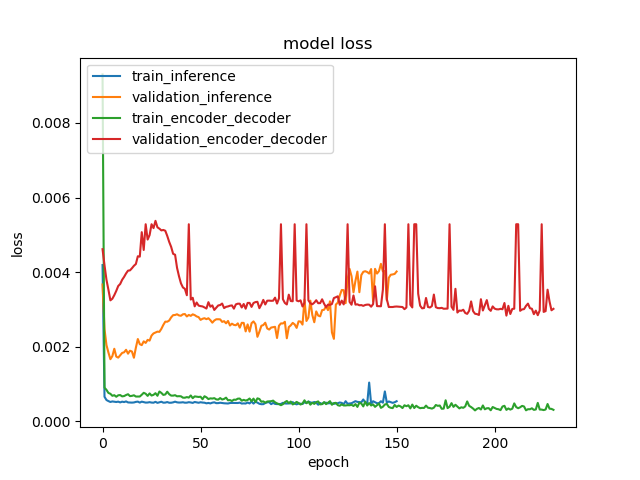 model loss
train_inference
validation_inference
train_encoder_decoder
validation_encoder_decoder
0.008
0.006
0.004
0.002
0.000
loss
0 50 100 150 200
epoch